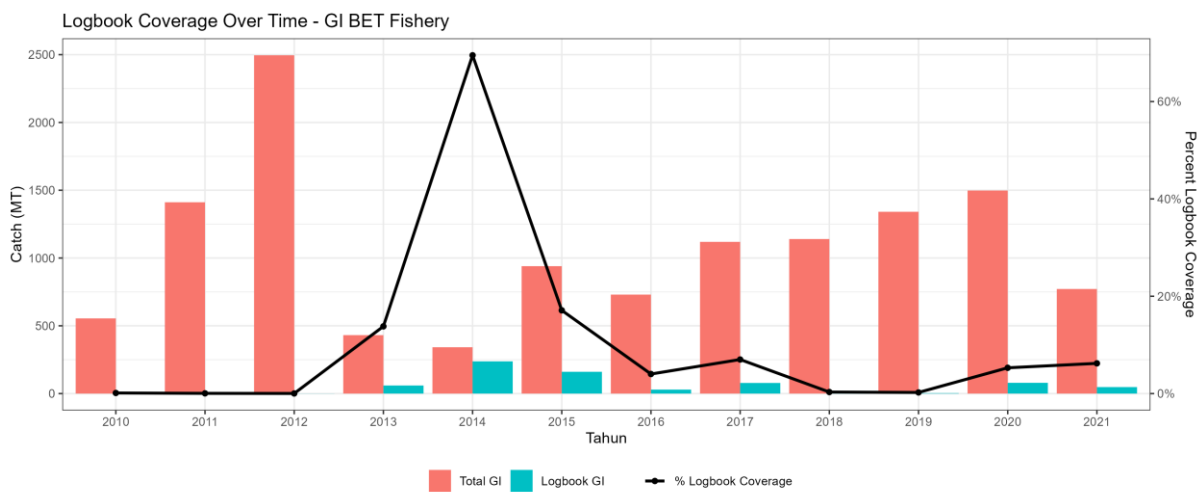 Logbook Coverage Over Time - GI BET Fishery
Catch (MT)
2500
2000
1500
1000
500
0
60%
40%
20%
0%
Percent Logbook Coverage
2010 2011 2012 2013 2014 2015 2016 2017 2018 2019 2020 2021
Tahun
Total GI Logbook GI % Logbook Coverage